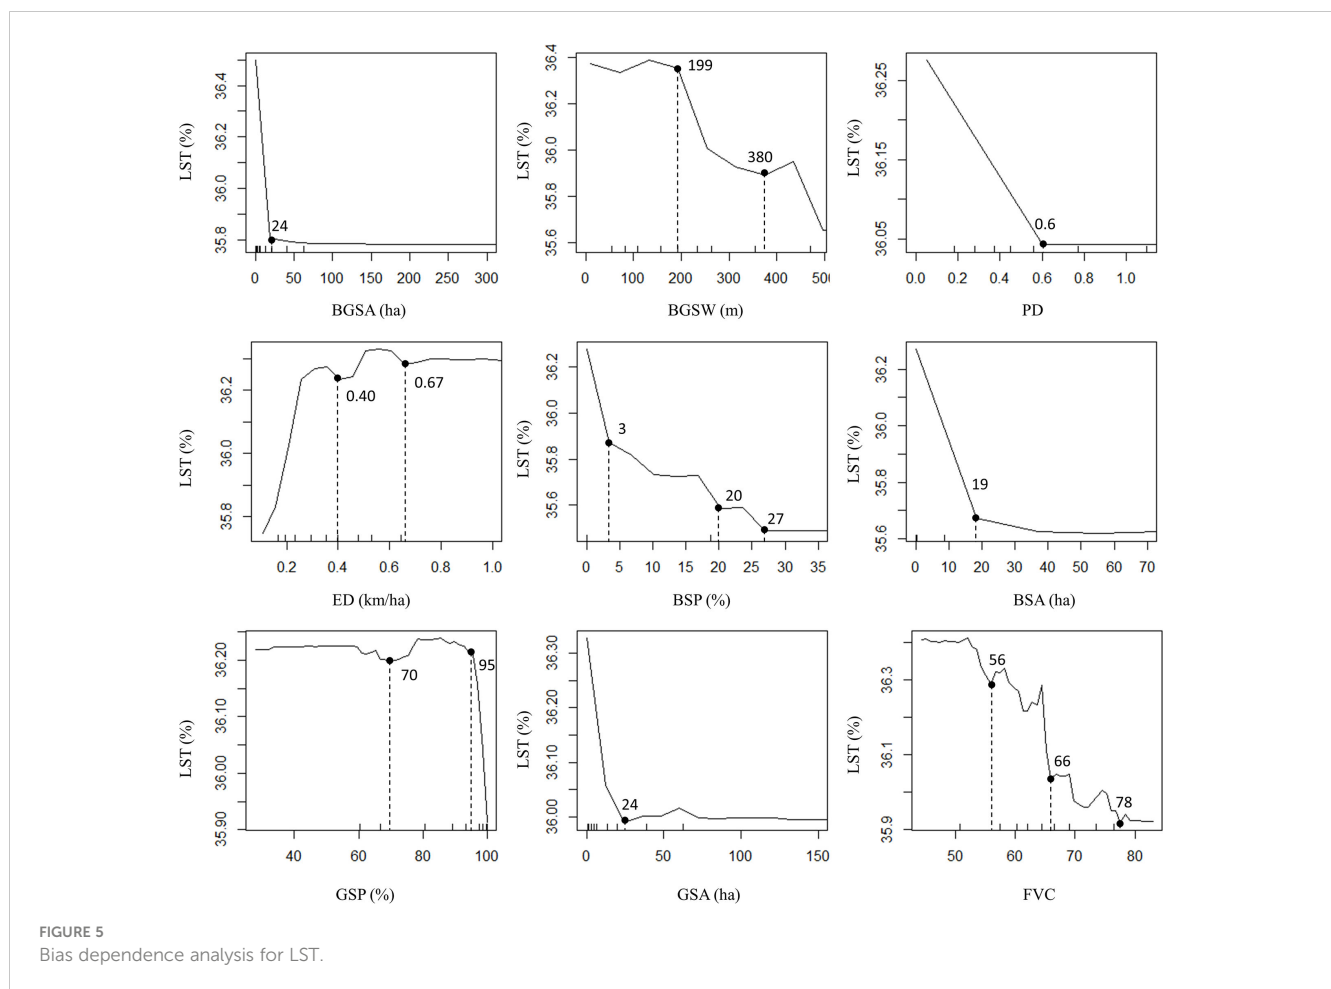 LST (%)
36.4
36.2
36.0
35.8
24
0 50 100 150 200 250 300
BGSA (ha)
LST (%)
36.4
36.2
36.0
35.8
35.6
199
380
0 100 200 300 400 500
BGSW (m)
LST (%)
36.25
36.15
36.05
0.6
0.0 0.2 0.4 0.6 0.8 1.0
PD
LST (%)
36.2
36.0
35.8
0.40
0.67
0.2 0.4 0.6 0.8 1.0
ED (km/ha)
LST (%)
36.2
36.0
35.8
35.6
3
20
27
0 5 10 15 20 25 30 35
BSP (%)
LST (%)
36.2
36.0
35.8
35.6
19
0 10 20 30 40 50 60 70
BSA (ha)
LST (%)
36.20
36.10
36.00
35.90
70
95
40 60 80 100
GSP (%)
LST (%)
36.30
36.20
36.10
36.00
24
0 50 100 150
GSA (ha)
LST (%)
36.3
36.1
35.9
56
66
78
50 60 70 80
FVC
FIGURE 5
Bias dependence analysis for LST.